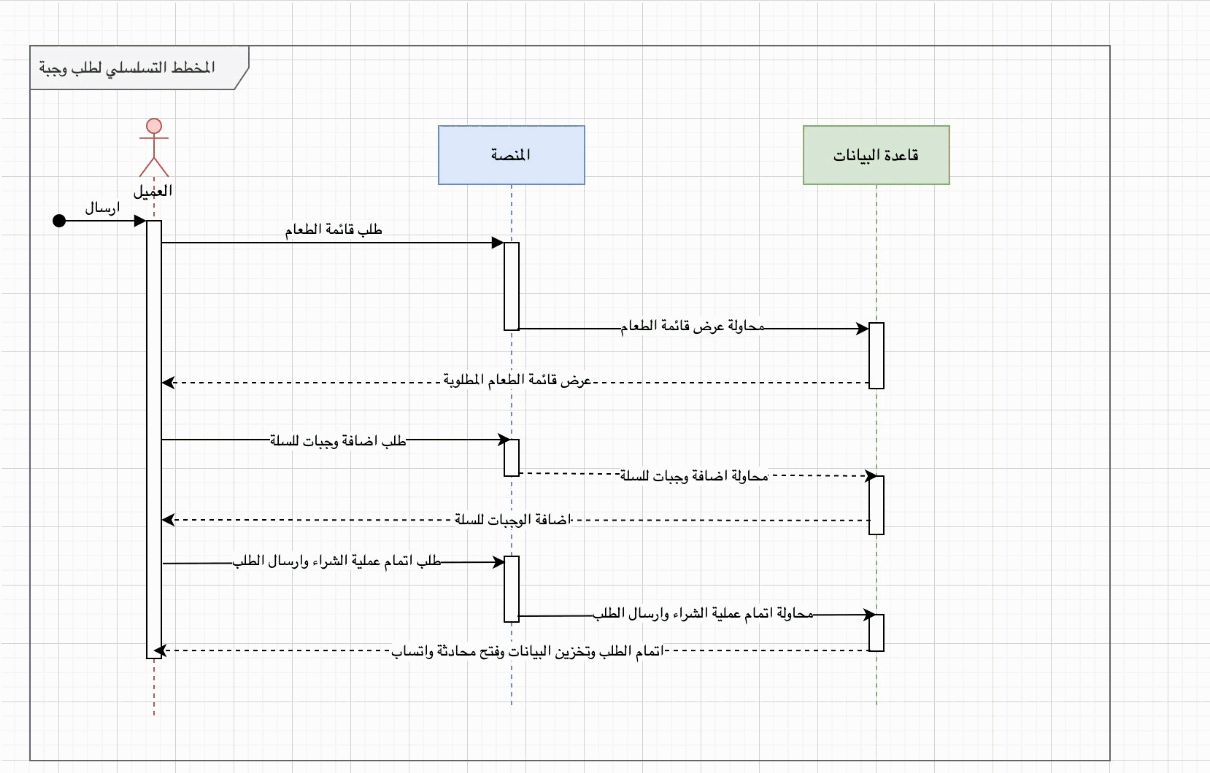 المخطط التسلسلي لطلب وجبة
العميل
المنصة
قاعدة البيانات
ارسال
طلب قائمة الطعام
محاولة عرض قائمة الطعام
عرض قائمة الطعام المطلوبة
طلب اضافة وجبات للسلة
محاولة اضافة وجبات للسلة
اضافة الوجبات للسلة
طلب اتمام عملية الشراء وارسال الطلب
محاولة اتمام عملية الشراء وارسال الطلب
اتمام الطلب وتخزين البيانات وفتح محادثة واتساب